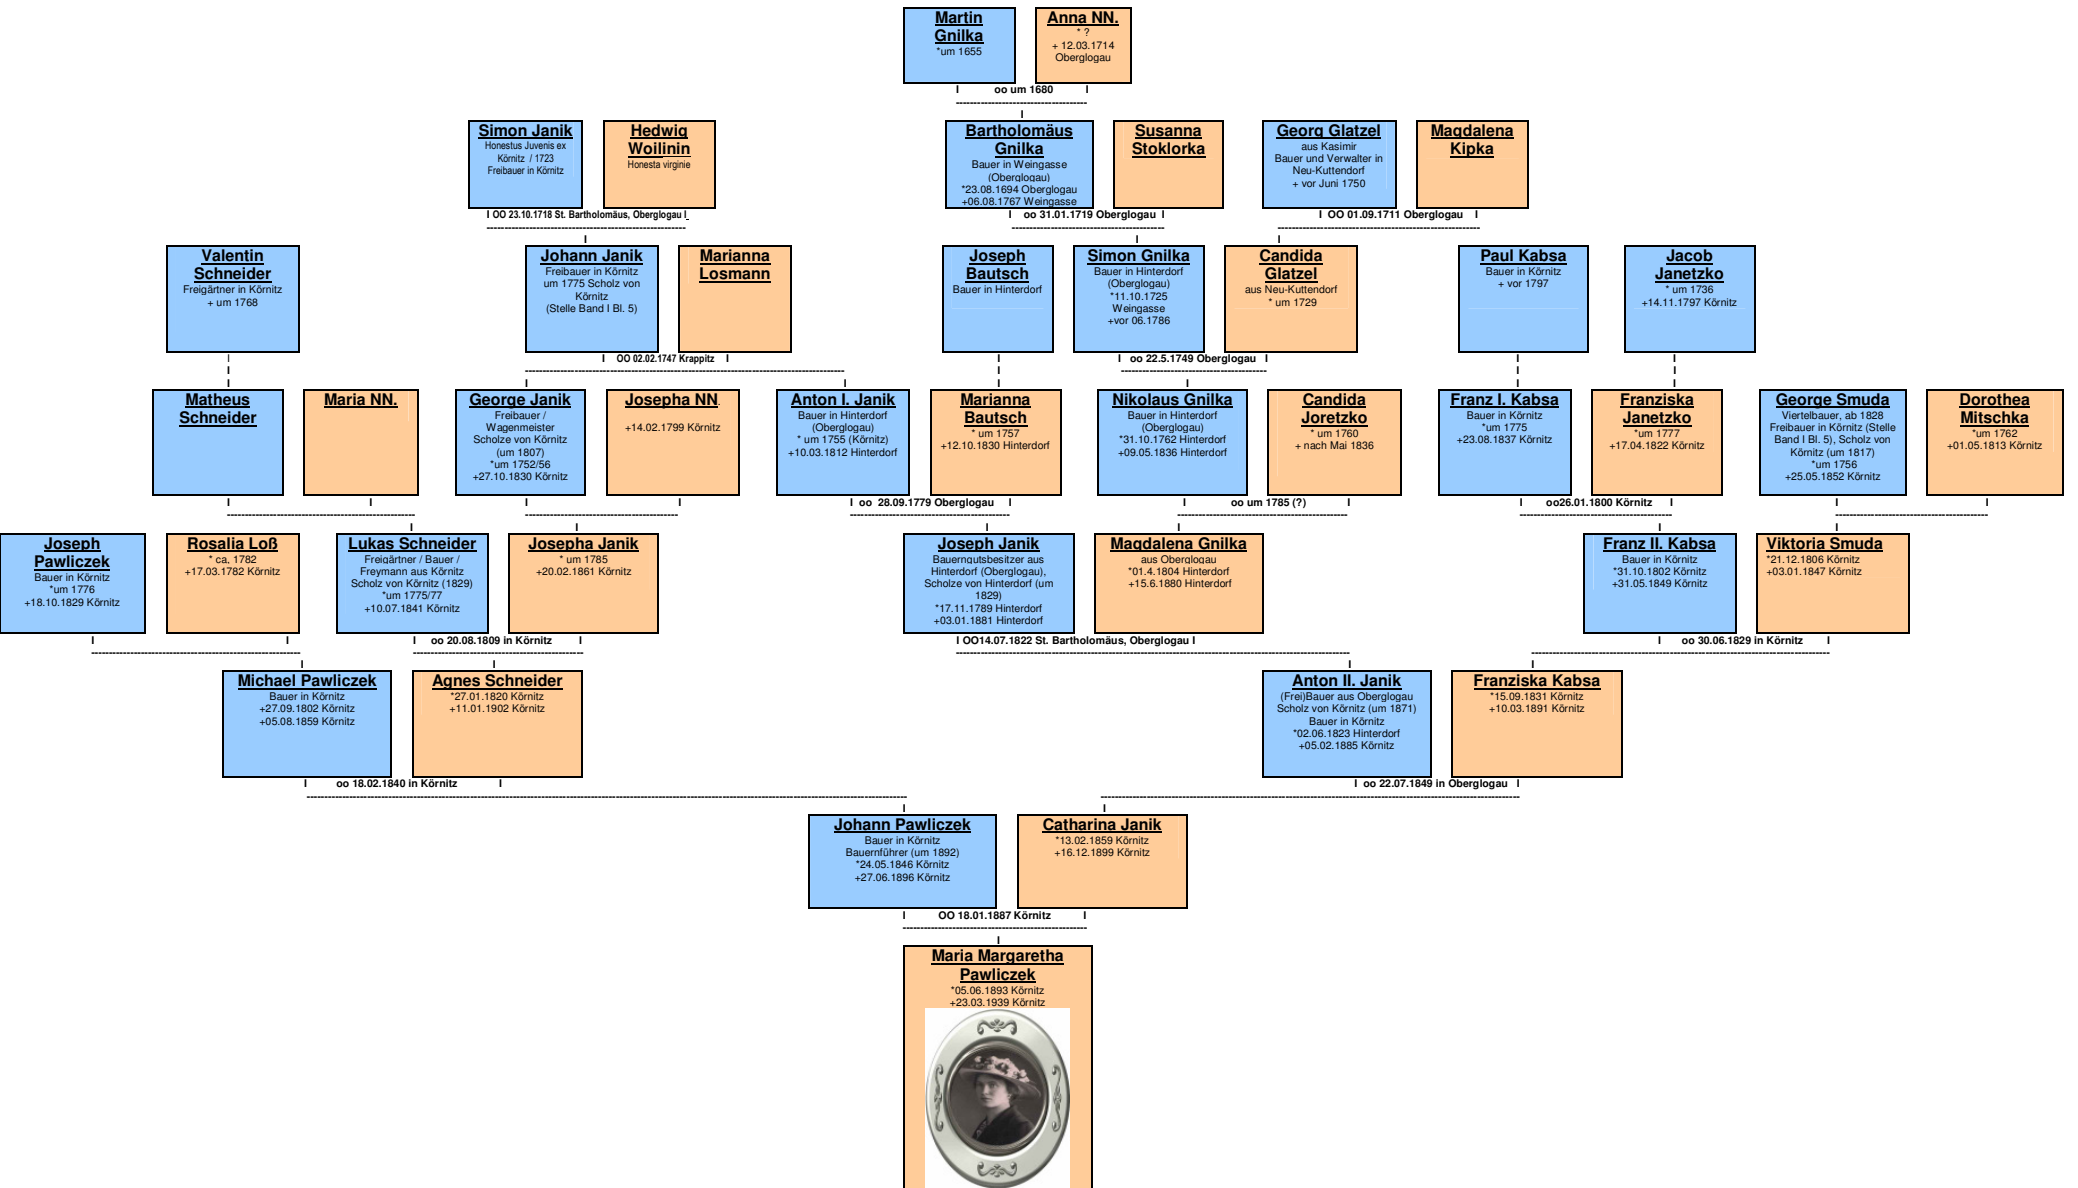 Martin
Gnilka
*um 1655
Anna NN.
* ?
+ 12.03.1714
Oberglogau
I oo um 1680 I
Simon Janik
Honestus Juvenis ex
Körnitz / 1723
Freibauer in Körnitz
Hedwig
Woilinin
Honesta virginie
Bartholomäus
Gnilka
Bauer in Weingasse
(Oberglogau)
*23.08.1694 Oberglogau
+06.08.1767 Weingasse
Susanna
Stoklorka
Georg Glatzel
aus Kasimir
Bauer und Verwalter in
Neu-Kuttendorf
+ vor Juni 1750
Magdalena
Kipka
I OO 23.10.1718 St. Bartholomäus, Oberglogau I
I oo 31.01.1719 Oberglogau I
I OO 01.09.1711 Oberglogau I
Valentin
Schneider
Freigärtner in Körnitz
+ um 1768
Johann Janik
Freibauer in Körnitz
um 1775 Scholz von
Körnitz
(Stelle Band I Bl. 5)
Marianna
Losmann
Joseph
Bautsch
Bauer in Hinterdorf
Simon Gnilka
Bauer in Hinterdorf
(Oberglogau)
*11.10.1725
Weingasse
+vor 06.1786
Candida
Glatzel
aus Neu-Kuttendorf
* um 1729
Paul Kabsa
Bauer in Körnitz
+ vor 1797
Jacob
Janetzko
* um 1736
+14.11.1797 Körnitz
I OO 02.02.1747 Krappitz I
I oo 22.5.1749 Oberglogau I
Matheus
Schneider
Maria NN.
George Janik
Freibauer /
Wagenmeister
Scholze von Körnitz
(um 1807)
*um 1752/56
+27.10.1830 Körnitz
Josepha NN.
+14.02.1799 Körnitz
Anton I. Janik
Bauer in Hinterdorf
(Oberglogau)
* um 1755 (Körnitz)
+10.03.1812 Hinterdorf
Marianna
Bautsch
* um 1757
+12.10.1830 Hinterdorf
Nikolaus Gnilka
Bauer in Hinterdorf
(Oberglogau)
*31.10.1762 Hinterdorf
+09.05.1836 Hinterdorf
Candida
Joretzko
* um 1760
+ nach Mai 1836
Franz I. Kabsa
Bauer in Körnitz
*um 1775
+23.08.1837 Körnitz
Franziska
Janetzko
*um 1777
+17.04.1822 Körnitz
George Smuda
Viertelbauer, ab 1828
Freibauer in Körnitz (Stelle
Band I Bl. 5), Scholz von
Körnitz (um 1817)
*um 1756
+25.05.1852 Körnitz
Dorothea
Mitschka
*um 1762
+01.05.1813 Körnitz
I oo 28.09.1779 Oberglogau I
I oo um 1785 (?) I
I oo26.01.1800 Körnitz I
Joseph
Pawliczek
Bauer in Körnitz
*um 1776
+18.10.1829 Körnitz
Rosalia Loß
* ca. 1782
+17.03.1782 Körnitz
Lukas Schneider
Freigärtner / Bauer /
Freymann aus Körnitz
Scholz von Körnitz (1829)
*um 1775/77
+10.07.1841 Körnitz
Josepha Janik
* um 1785
+20.02.1861 Körnitz
Joseph Janik
Bauerngutsbesitzer aus
Hinterdorf (Oberglogau),
Scholze von Hinterdorf (um
1829)
*17.11.1789 Hinterdorf
+03.01.1881 Hinterdorf
Magdalena Gnilka
aus Oberglogau
*01.4.1804 Hinterdorf
+15.6.1880 Hinterdorf
Franz II. Kabsa
Bauer in Körnitz
*31.10.1802 Körnitz
+31.05.1849 Körnitz
Viktoria Smuda
*21.12.1806 Körnitz
+03.01.1847 Körnitz
I oo 20.08.1809 in Körnitz I
I OO14.07.1822 St. Bartholomäus, Oberglogau I
I oo 30.06.1829 in Körnitz I
Michael Pawliczek
Bauer in Körnitz
+27.09.1802 Körnitz
+05.08.1859 Körnitz
Agnes Schneider
*27.01.1820 Körnitz
+11.01.1902 Körnitz
Anton II. Janik
(Frei)Bauer aus Oberglogau
Scholz von Körnitz (um 1871)
Bauer in Körnitz
*02.06.1823 Hinterdorf
+05.02.1885 Körnitz
Franziska Kabsa
*15.09.1831 Körnitz
+10.03.1891 Körnitz
I oo 18.02.1840 in Körnitz I
I oo 22.07.1849 in Oberglogau I
Johann Pawliczek
Bauer in Körnitz
Bauernführer (um 1892)
*24.05.1846 Körnitz
+27.06.1896 Körnitz
Catharina Janik
*13.02.1859 Körnitz
+16.12.1899 Körnitz
I OO 18.01.1887 Körnitz I
Maria Margaretha
Pawliczek
*05.06.1893 Körnitz
+23.03.1939 Körnitz